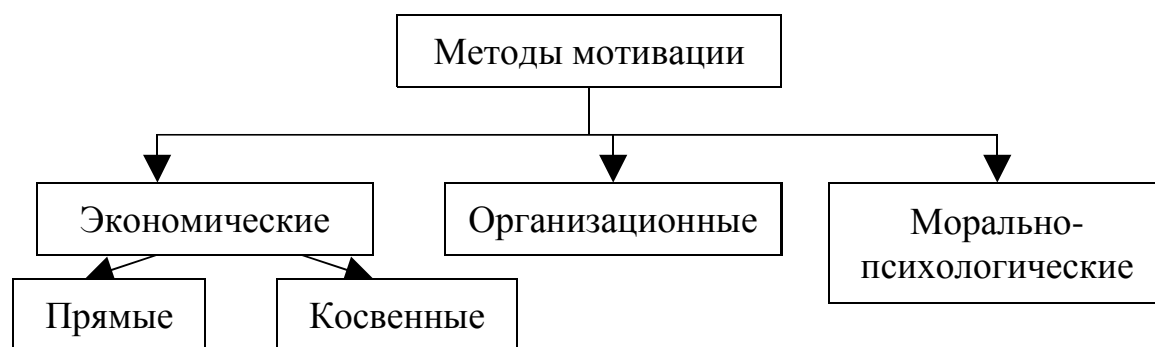 Методы мотивации
Экономические
Организационные
Морально-
психологические
Прямые
Косвенные